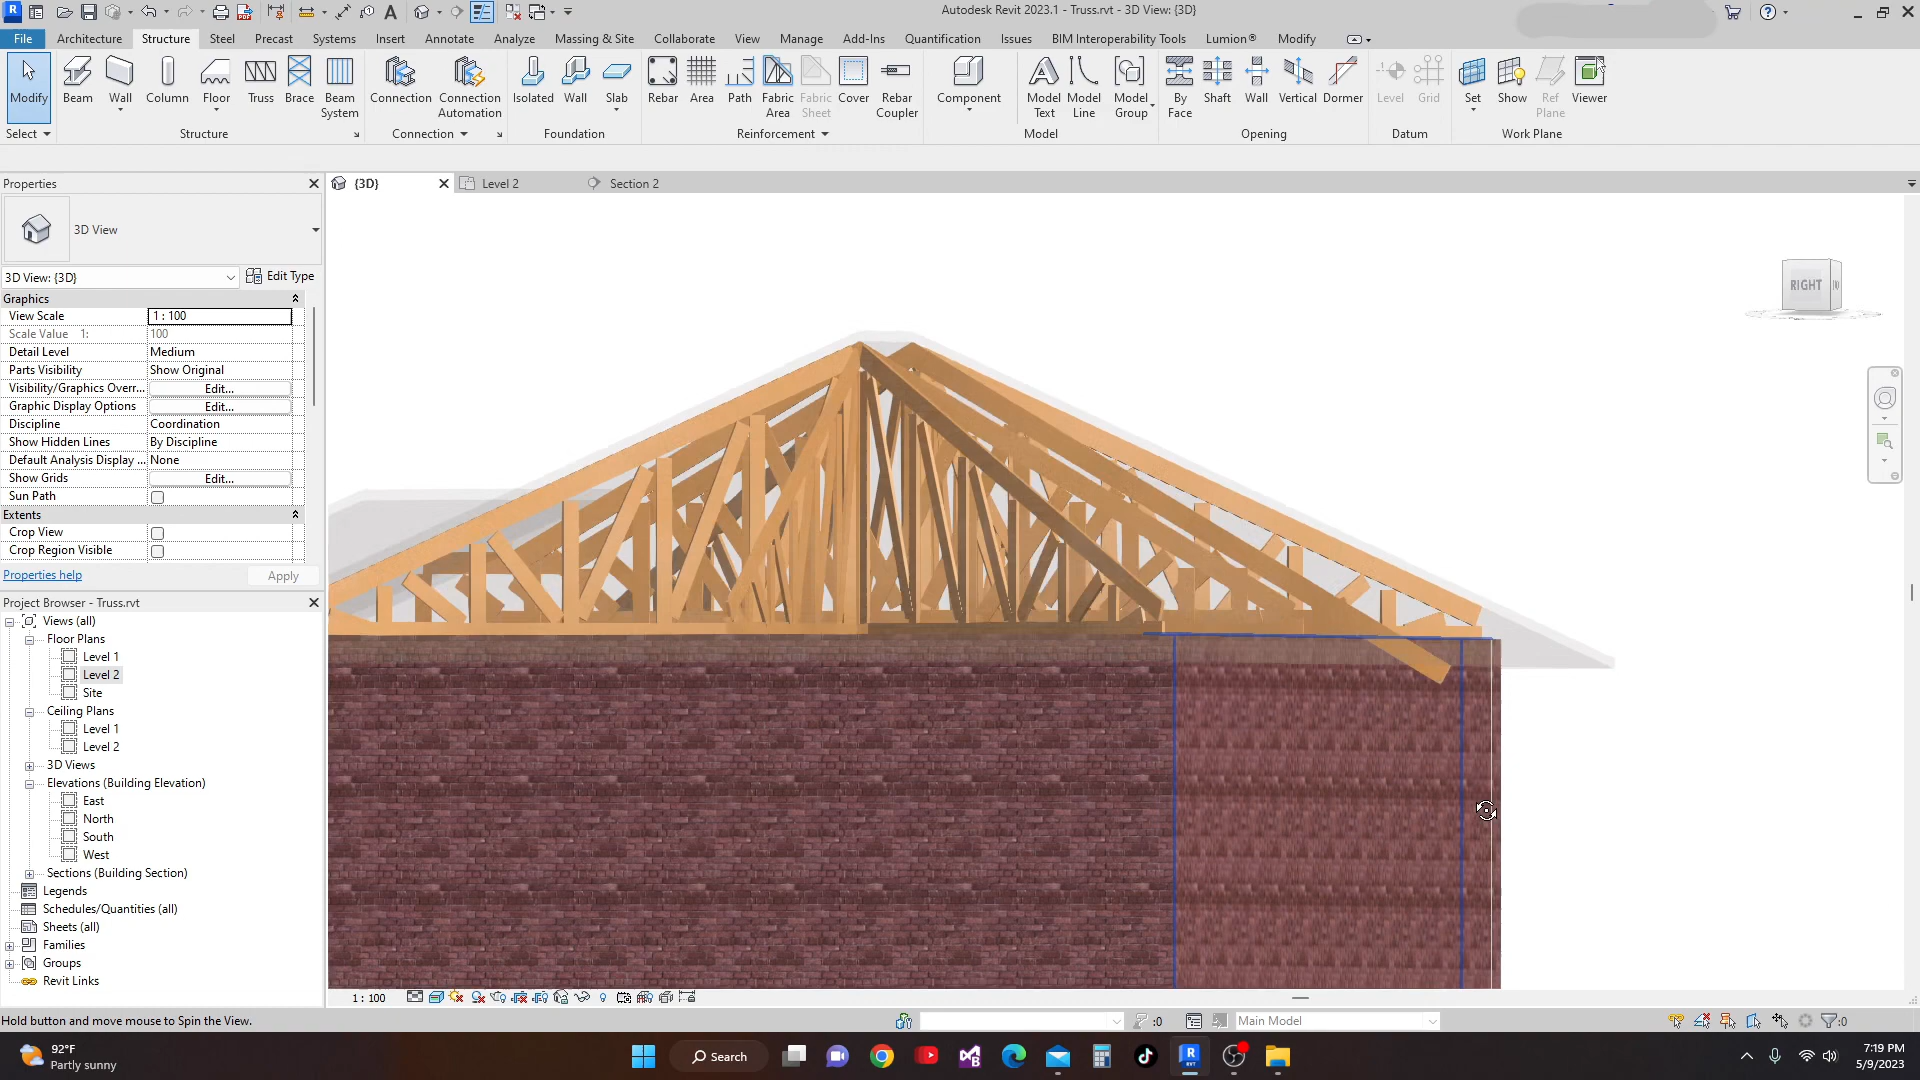 Autodesk Revit 2023.1 - Truss.rvt - 3D View: {3D}
File Architecture Structure Steel Precast Systems Insert Annotate Analyze Massing & Site Collaborate View Manage Add-Ins Quantification Issues BIM Interoperability Tools Lumion® Modify
Modify Beam Wall Column Floor Truss Brace Beam System Connection Connection Automation Isolated Wall Slab Rebar Area Path Fabric Area Fabric Sheet Cover Rebar Coupler Component Model Text Model Line Model Group By Face Shaft Wall Vertical Dormer Level Grid Set Show Ref Plane Viewer
Select Structure Connection Foundation Reinforcement Model Opening Datum Work Plane
Properties
{3D} Level 2 Section 2
3D View
3D View: {3D} Edit Type
Graphics
View Scale 1 : 100
Scale Value 1: 100
Detail Level Medium
Parts Visibility Show Original
Visibility/Graphics Overr... Edit...
Graphic Display Options Edit...
Discipline Coordination
Show Hidden Lines By Discipline
Default Analysis Display ... None
Show Grids Edit...
Sun Path
Extents
Crop View
Crop Region Visible
Properties help Apply
Project Browser - Truss.rvt
Views (all)
Floor Plans
Level 1
Level 2
Site
Ceiling Plans
Level 1
Level 2
3D Views
Elevations (Building Elevation)
East
North
South
West
Sections (Building Section)
Legends
Schedules/Quantities (all)
Sheets (all)
Families
Groups
Revit Links
RIGHT
1 : 100
Hold button and move mouse to Spin the View.
:0
Main Model
:0
92°F
Partly sunny
Search
7:19 PM
5/9/2023